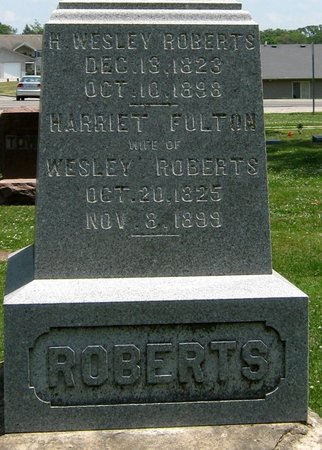 H. WESLEY ROBERTS
DEC. 13, 1823
OCT. 10, 1898
HARRIET FULTON
WIFE OF
WESLEY ROBERTS
OCT. 20, 1825
NOV. 8, 1899
ROBERTS